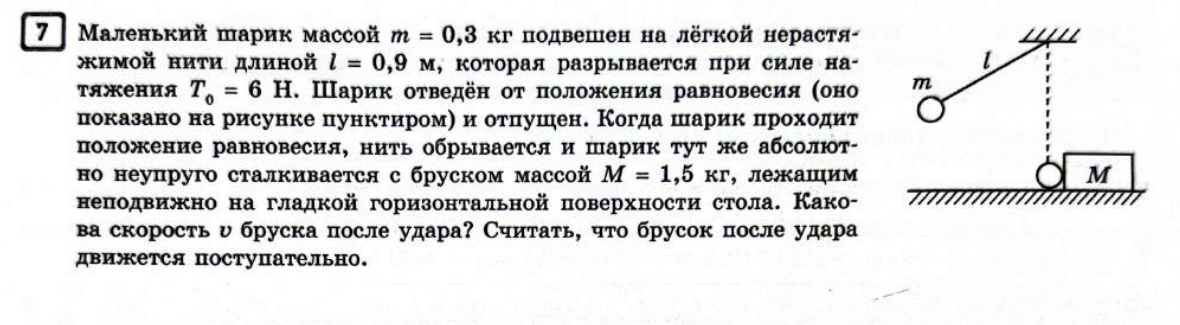 7 Маленький шарик массой m = 0,3 кг подвешен на лёгкой нерастя-
жимой нити длиной l = 0,9 м, которая разрывается при силе на-
тяжения T₀ = 6 Н. Шарик отведён от положения равновесия (оно
показано на рисунке пунктиром) и отпущен. Когда шарик проходит
положение равновесия, нить обрывается и шарик тут же абсолют-
но неупруго сталкивается с бруском массой M = 1,5 кг, лежащим
неподвижно на гладкой горизонтальной поверхности стола. Како-
ва скорость v бруска после удара? Считать, что брусок после удара
движется поступательно.
l
m
M